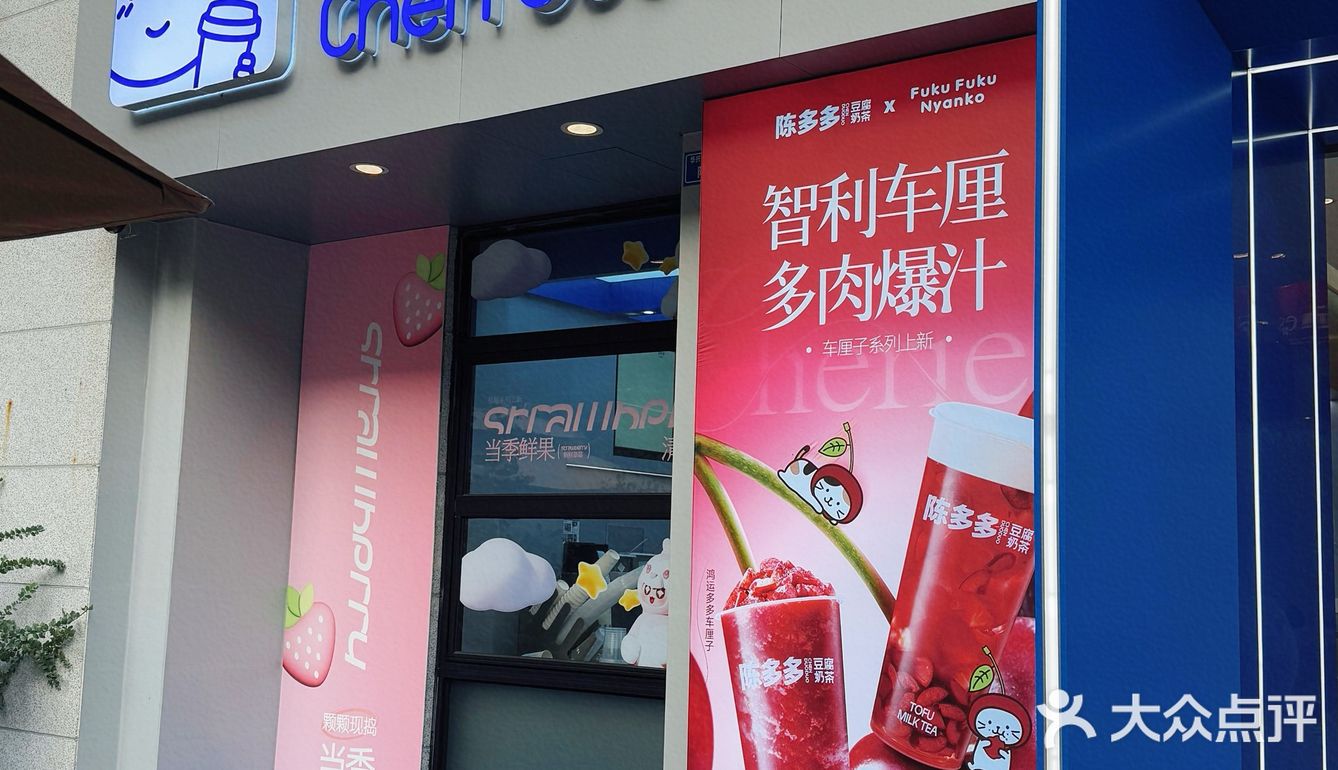 陈多多 豆腐奶茶 X Fuku Fuku Nyanko
智利车厘
多肉爆汁
· 车厘子系列上新 ·
Cherie
strawberry
当季鲜果
颗颗现捣
当季
鸿运多多车厘子
陈多多 豆腐奶茶
陈多多 豆腐奶茶
TOFU
MILK TEA
大众点评